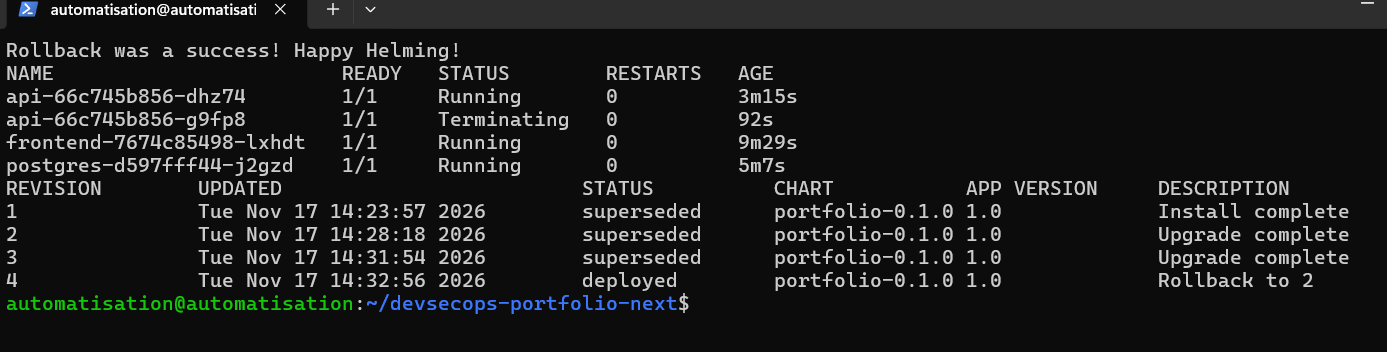 automatisation@automatisati
Rollback was a success! Happy Helming!
NAME READY STATUS RESTARTS AGE
api-66c745b856-dhz74 1/1 Running 0 3m15s
api-66c745b856-g9fp8 1/1 Terminating 0 92s
frontend-7674c85498-lxhdt 1/1 Running 0 9m29s
postgres-d597fff44-j2gzd 1/1 Running 0 5m7s
REVISION UPDATED STATUS CHART APP VERSION DESCRIPTION
1 Tue Nov 17 14:23:57 2026 superseded portfolio-0.1.0 1.0 Install complete
2 Tue Nov 17 14:28:18 2026 superseded portfolio-0.1.0 1.0 Upgrade complete
3 Tue Nov 17 14:31:54 2026 superseded portfolio-0.1.0 1.0 Upgrade complete
4 Tue Nov 17 14:32:56 2026 deployed portfolio-0.1.0 1.0 Rollback to 2
automatisation@automatisation:~/devsecops-portfolio-next$